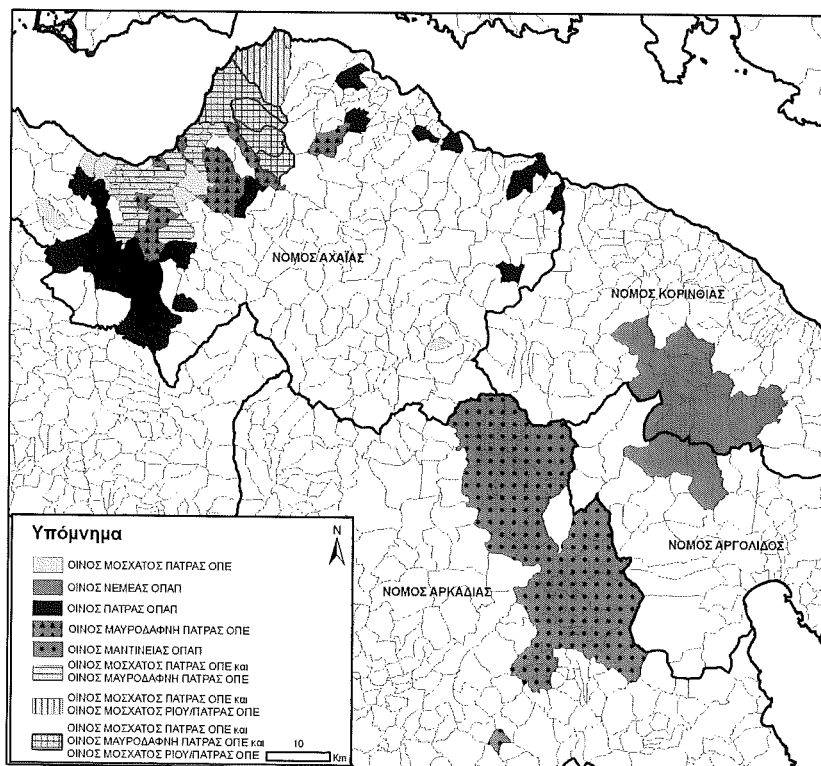 ΝΟΜΟΣ ΑΧΑΪΑΣ
ΝΟΜΟΣ ΚΟΡΙΝΘΙΑΣ
ΝΟΜΟΣ ΑΡΓΟΛΙΔΟΣ
ΝΟΜΟΣ ΑΡΚΑΔΙΑΣ
Υπόμνημα
N
ΟΙΝΟΣ ΜΟΣΧΑΤΟΣ ΠΑΤΡΑΣ ΟΠΕ
ΟΙΝΟΣ ΝΕΜΕΑΣ ΟΠΑΠ
ΟΙΝΟΣ ΠΑΤΡΑΣ ΟΠΑΠ
ΟΙΝΟΣ ΜΑΥΡΟΔΑΦΝΗ ΠΑΤΡΑΣ ΟΠΕ
ΟΙΝΟΣ ΜΑΝΤΙΝΕΙΑΣ ΟΠΑΠ
ΟΙΝΟΣ ΜΟΣΧΑΤΟΣ ΠΑΤΡΑΣ ΟΠΕ και
ΟΙΝΟΣ ΜΑΥΡΟΔΑΦΝΗ ΠΑΤΡΑΣ ΟΠΕ
ΟΙΝΟΣ ΜΟΣΧΑΤΟΣ ΠΑΤΡΑΣ ΟΠΕ και
ΟΙΝΟΣ ΜΟΣΧΑΤΟΣ ΡΙΟΥ/ΠΑΤΡΑΣ ΟΠΕ
ΟΙΝΟΣ ΜΟΣΧΑΤΟΣ ΠΑΤΡΑΣ ΟΠΕ και
ΟΙΝΟΣ ΜΑΥΡΟΔΑΦΝΗ ΠΑΤΡΑΣ ΟΠΕ και
ΟΙΝΟΣ ΜΟΣΧΑΤΟΣ ΡΙΟΥ/ΠΑΤΡΑΣ ΟΠΕ
10
Km